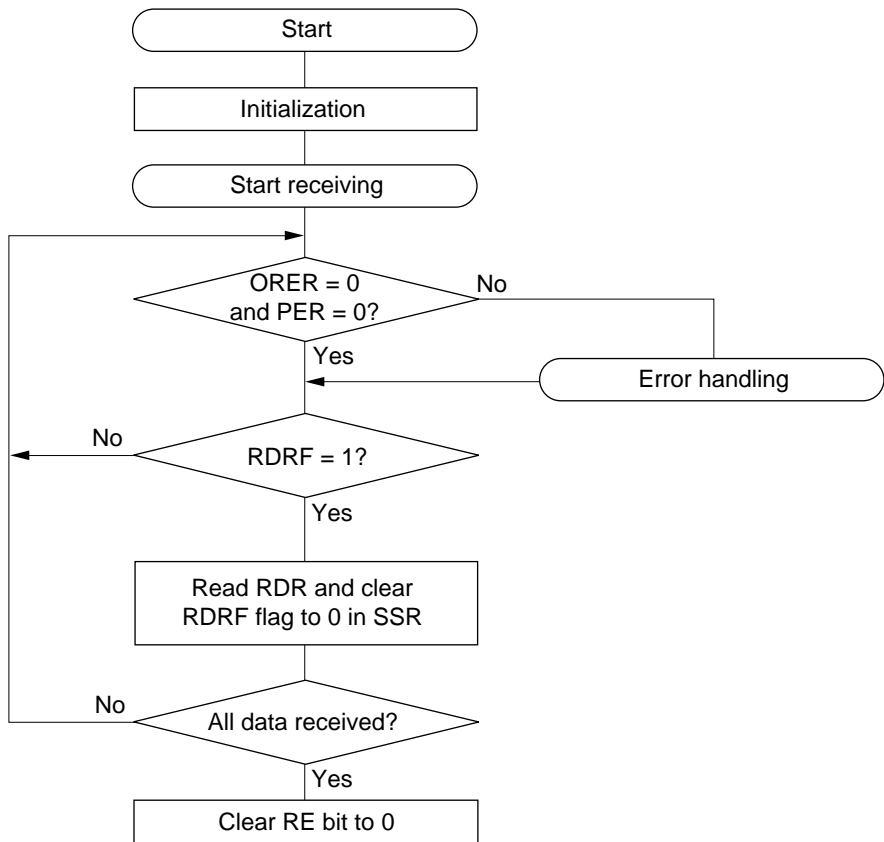 Start
Initialization
Start receiving
ORER = 0
and PER = 0?
No
Yes
Error handling
No
RDRF = 1?
Yes
Read RDR and clear
RDRF flag to 0 in SSR
No
All data received?
Yes
Clear RE bit to 0